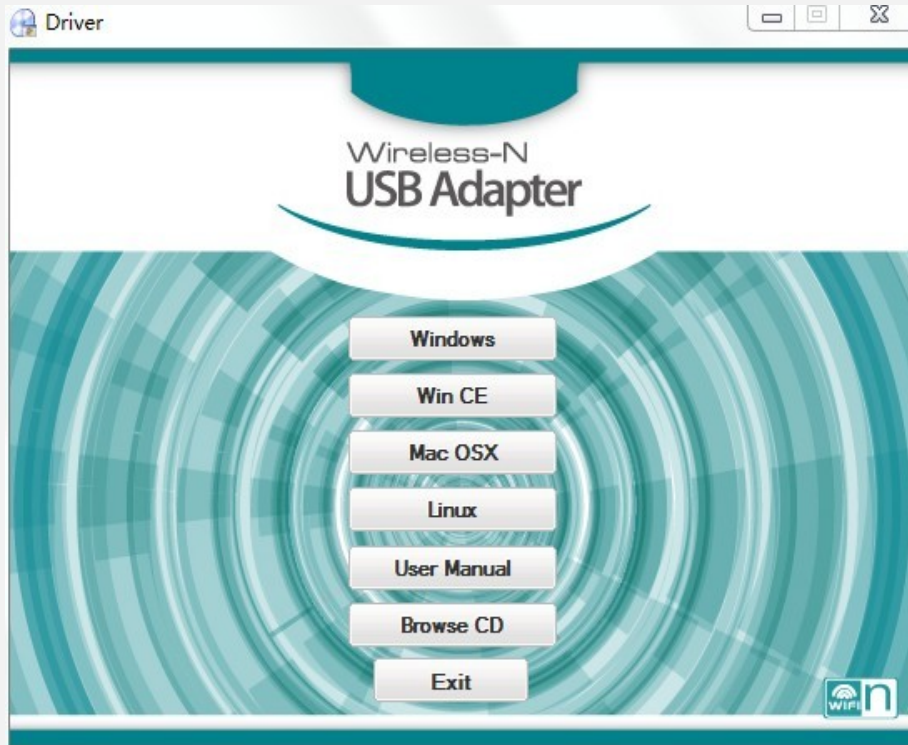 Driver
Wireless-N
USB Adapter
Windows
Win CE
Mac OSX
Linux
User Manual
Browse CD
Exit
WIFI n